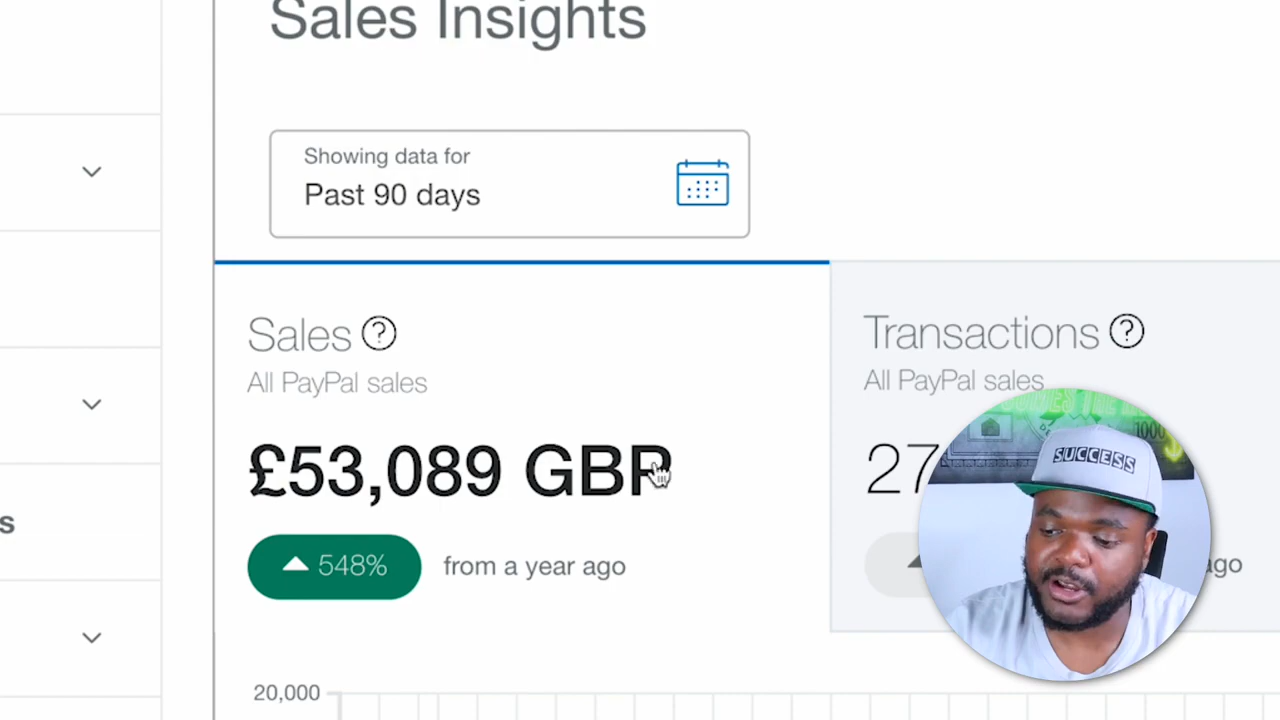 Sales Insights
Showing data for
Past 90 days
Sales ?
All PayPal sales
£53,089 GBP
548%
from a year ago
Transactions ?
All PayPal sales
27
ago
s
20,000
SUCCESS
1000